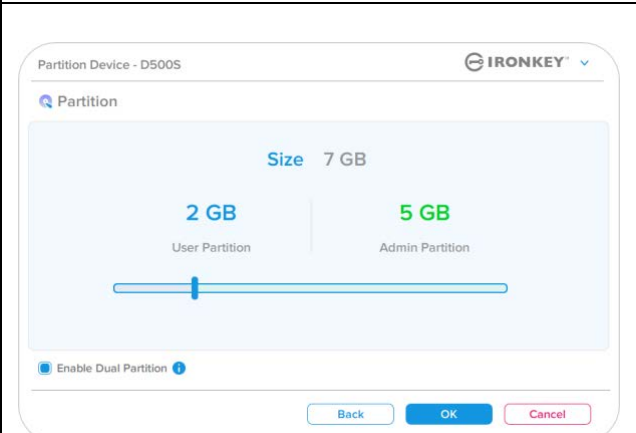 Partition Device - D500S
IRONKEY™
Partition
Size 7 GB
2 GB 5 GB
User Partition Admin Partition
Enable Dual Partition
Back OK Cancel